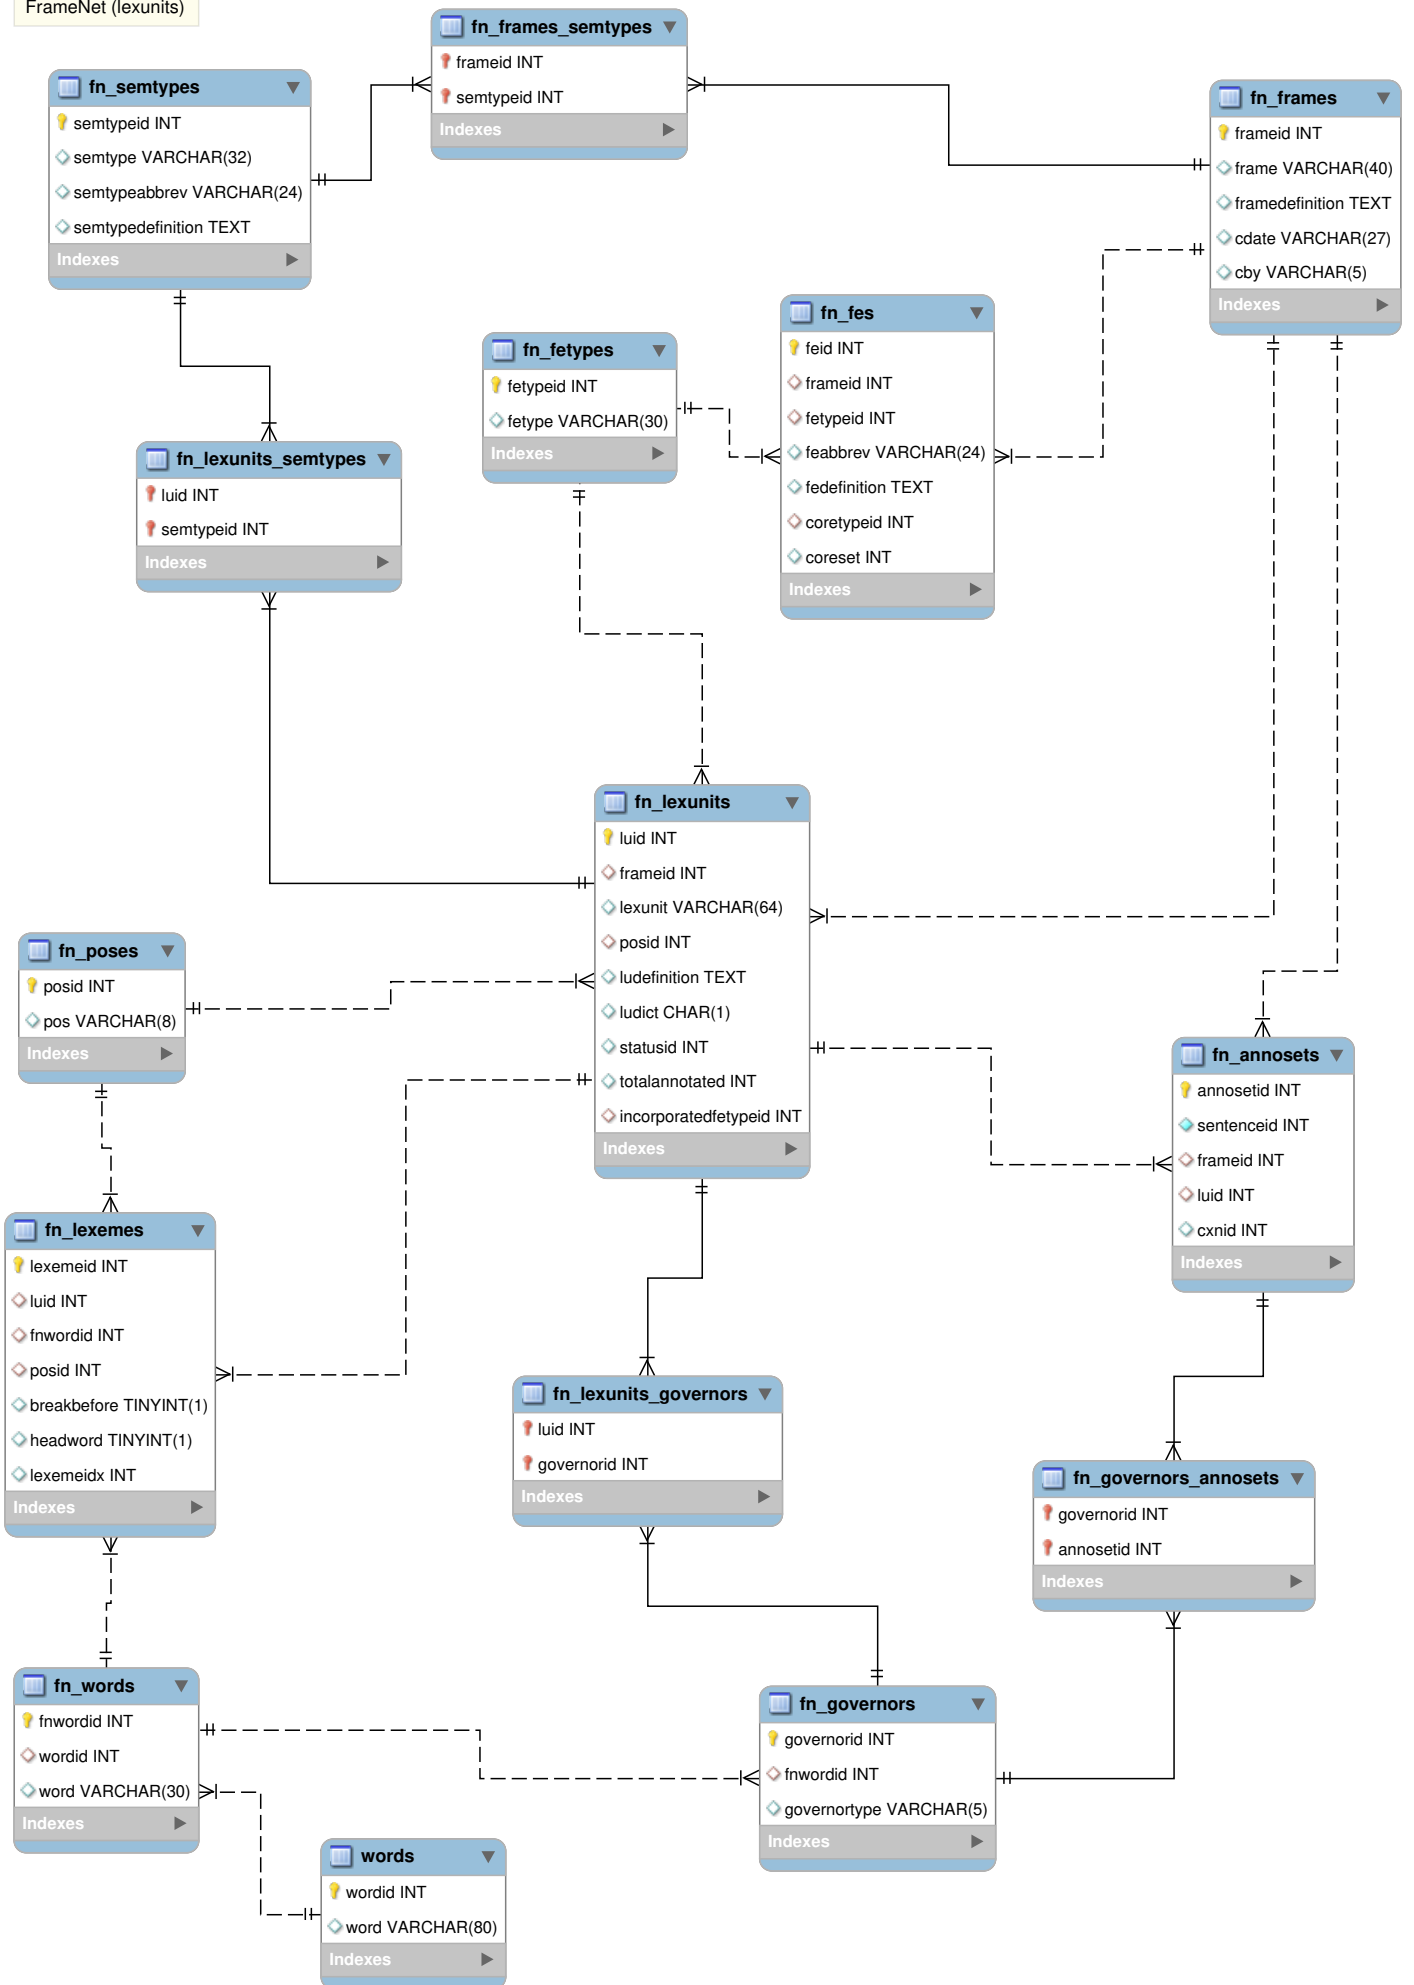 FrameNet (lexunits)
fn_frames_semtypes
frameid INT
semtypeid INT
Indexes
fn_semtypes
semtypeid INT
semtype VARCHAR(32)
semtypeabbrev VARCHAR(24)
semtypedefinition TEXT
Indexes
fn_frames
frameid INT
frame VARCHAR(40)
framedefinition TEXT
cdate VARCHAR(27)
cby VARCHAR(5)
Indexes
fn_fes
feid INT
frameid INT
fetypeid INT
feabbrev VARCHAR(24)
fedefinition TEXT
coretypeid INT
coreset INT
Indexes
fn_fetypes
fetypeid INT
fetype VARCHAR(30)
Indexes
fn_lexunits_semtypes
luid INT
semtypeid INT
Indexes
fn_lexunits
luid INT
frameid INT
lexunit VARCHAR(64)
posid INT
ludefinition TEXT
ludict CHAR(1)
statusid INT
totalannotated INT
incorporatedfetypeid INT
Indexes
fn_poses
posid INT
pos VARCHAR(8)
Indexes
fn_annosets
annosetid INT
sentenceid INT
frameid INT
luid INT
cxnid INT
Indexes
fn_lexemes
lexemeid INT
luid INT
fnwordid INT
posid INT
breakbefore TINYINT(1)
headword TINYINT(1)
lexemeidx INT
Indexes
fn_lexunits_governors
luid INT
governorid INT
Indexes
fn_governors_annosets
governorid INT
annosetid INT
Indexes
fn_words
fnwordid INT
wordid INT
word VARCHAR(30)
Indexes
fn_governors
governorid INT
fnwordid INT
governortype VARCHAR(5)
Indexes
words
wordid INT
word VARCHAR(80)
Indexes